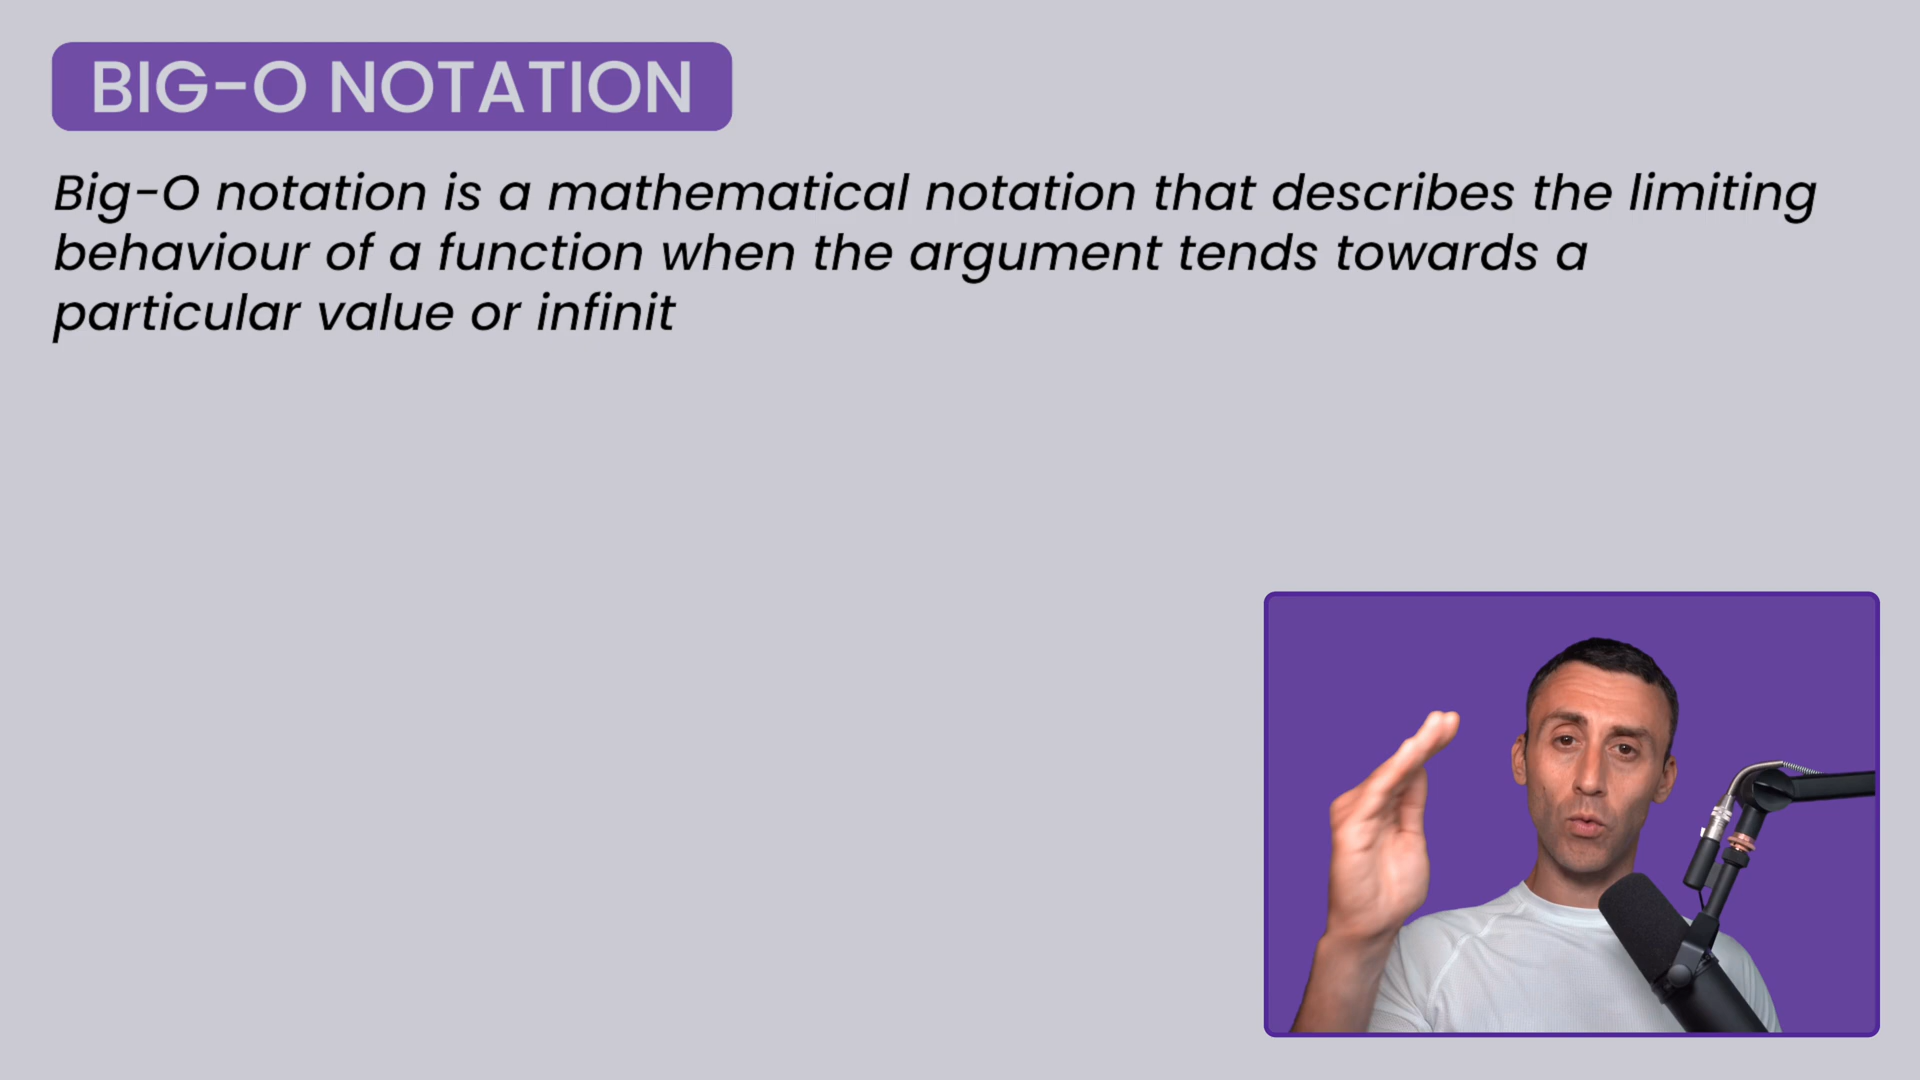 BIG-O NOTATION
Big-O notation is a mathematical notation that describes the limiting
behaviour of a function when the argument tends towards a
particular value or infinit